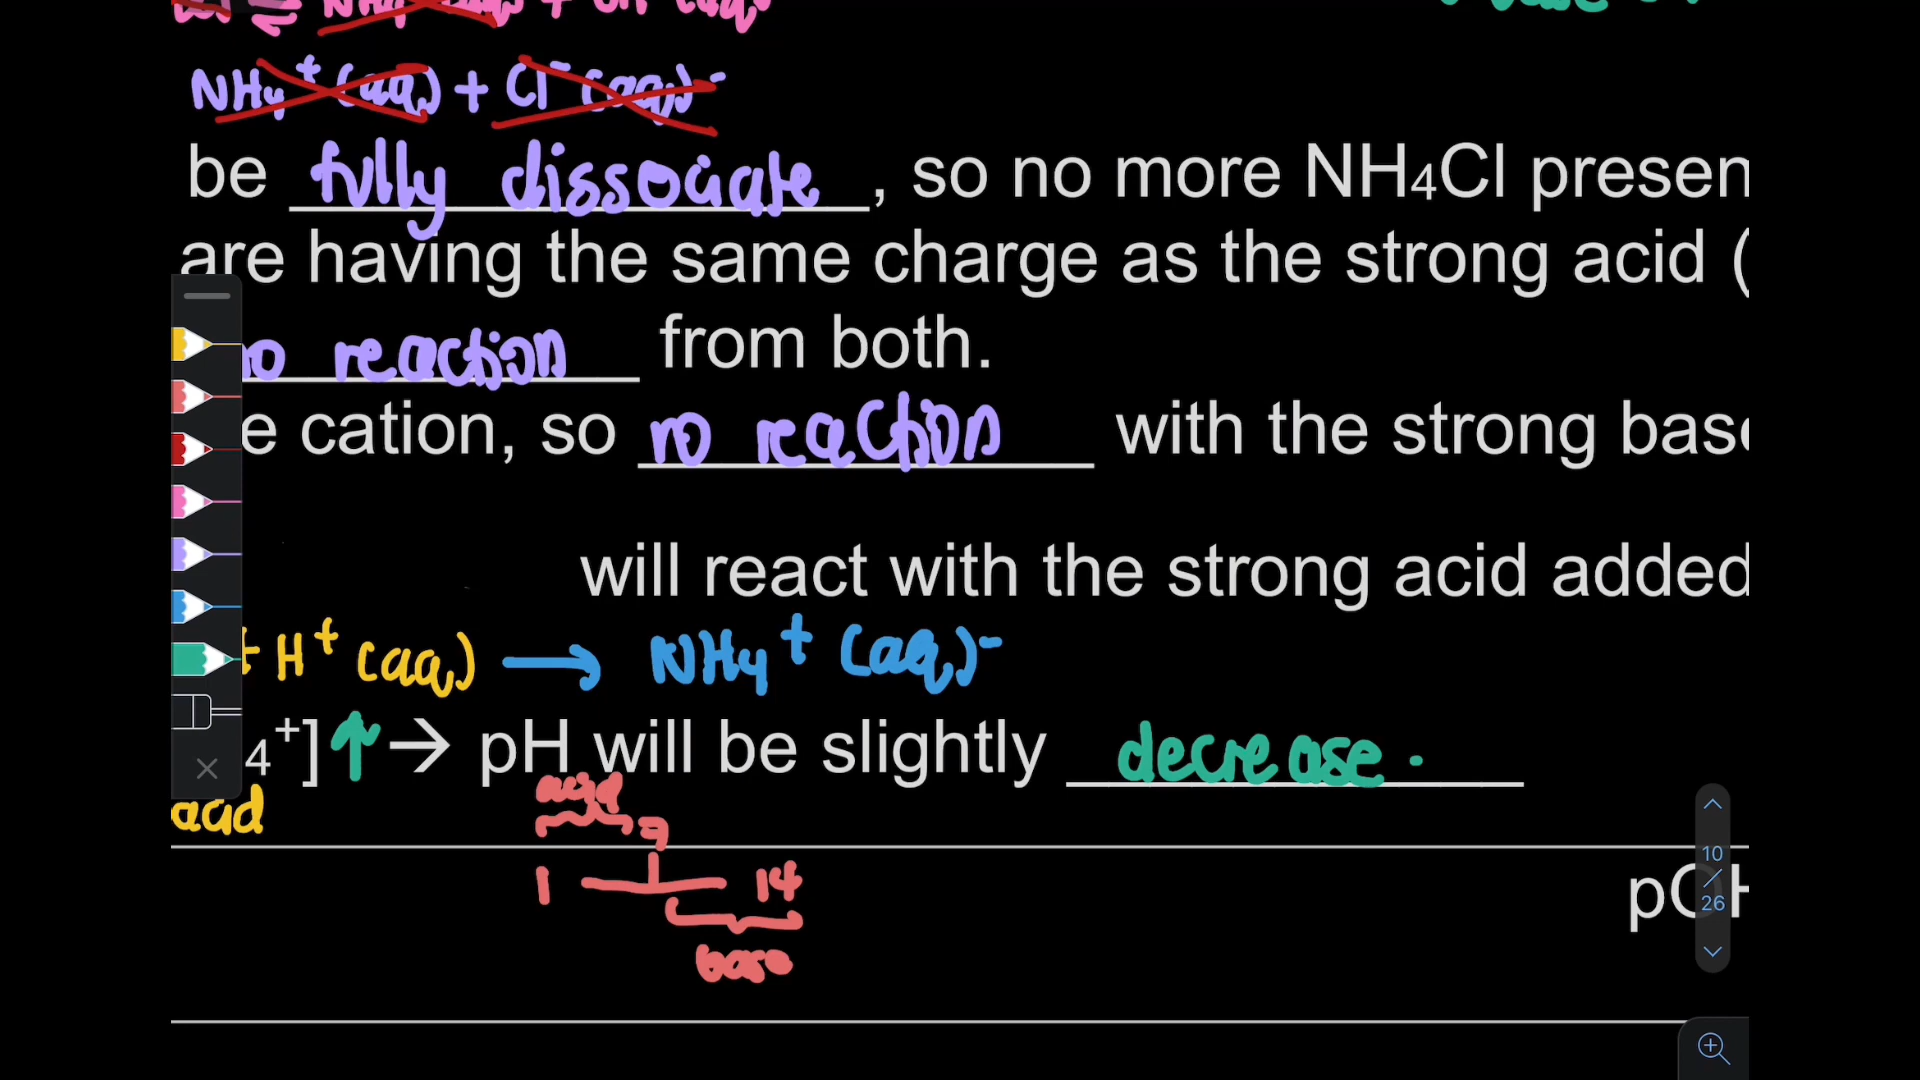 NH4+ (aq) + Cl- (aq)-
be fully dissociate, so no more NH4Cl presen
are having the same charge as the strong acid (
no reaction from both.
e cation, so no reaction with the strong base
will react with the strong acid added
+ H+ (aq) → NH4+ (aq)-
4+]↑→ pH will be slightly decrease.
acid
acid
7
1 14
pOH
base
10
/
26